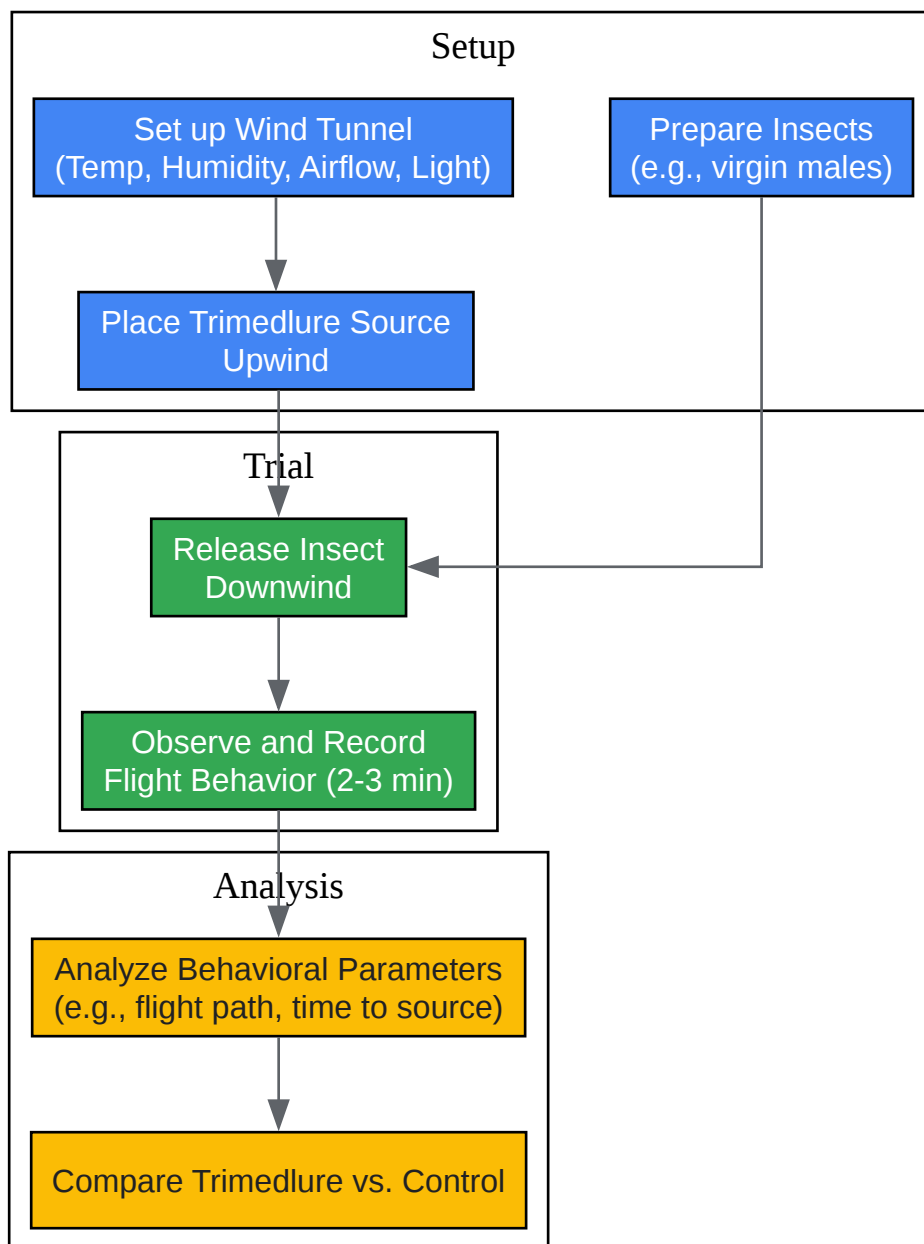 Setup
Set up Wind Tunnel
(Temp, Humidity, Airflow, Light)
Prepare Insects
(e.g., virgin males)
Place Trimedlure Source
Upwind
Trial
Release Insect
Downwind
Observe and Record
Flight Behavior (2-3 min)
Analysis
Analyze Behavioral Parameters
(e.g., flight path, time to source)
Compare Trimedlure vs. Control